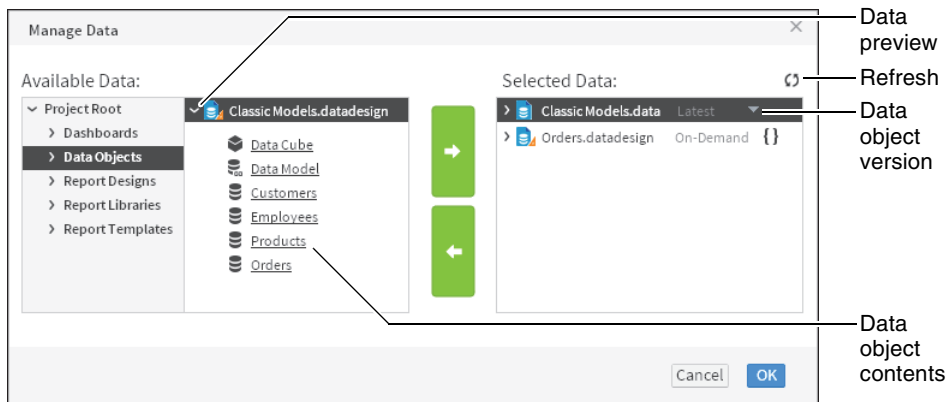 Manage Data
Data
preview
Available Data:
Selected Data:
Refresh
Project Root
Dashboards
Data Objects
Report Designs
Report Libraries
Report Templates
Classic Models.datadesign
Data Cube
Data Model
Customers
Employees
Products
Orders
Classic Models.data Latest
Orders.datadesign On-Demand {}
Data
object
version
Data
object
contents
Cancel
OK